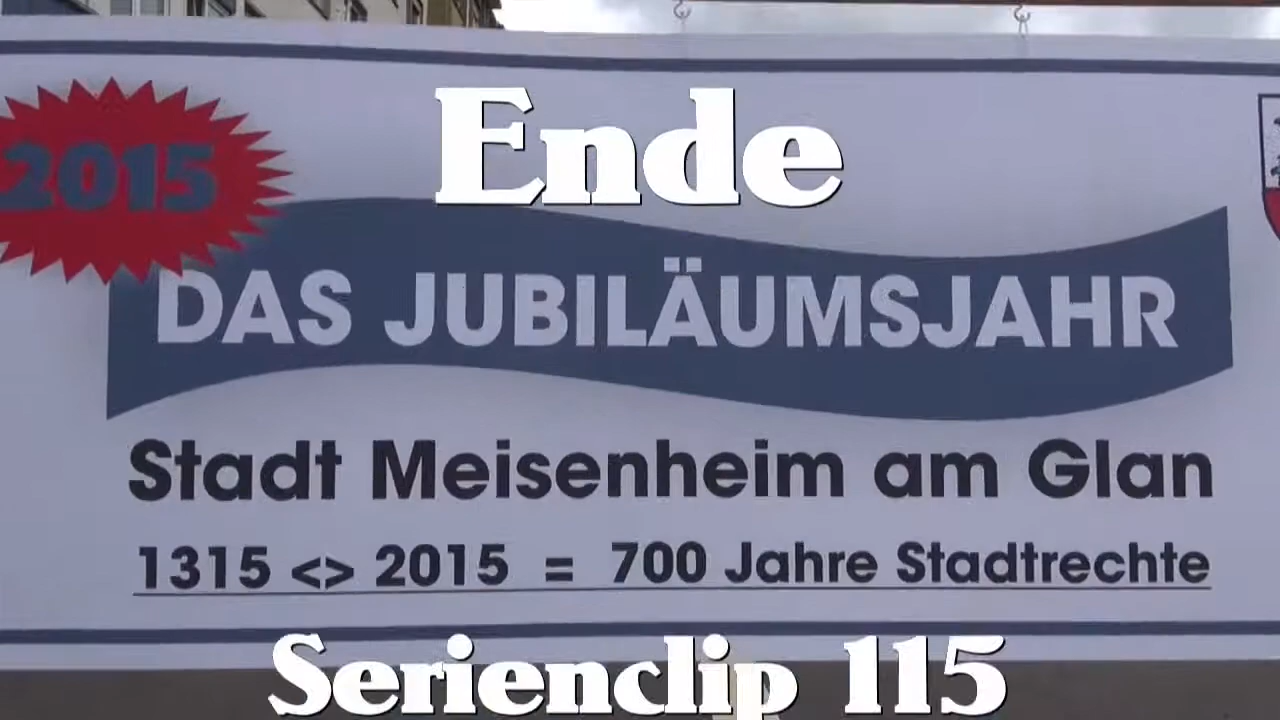 Ende
2015
DAS JUBILÄUMSJAHR
Stadt Meisenheim am Glan
1315 <> 2015 = 700 Jahre Stadtrechte
Serienclip 115